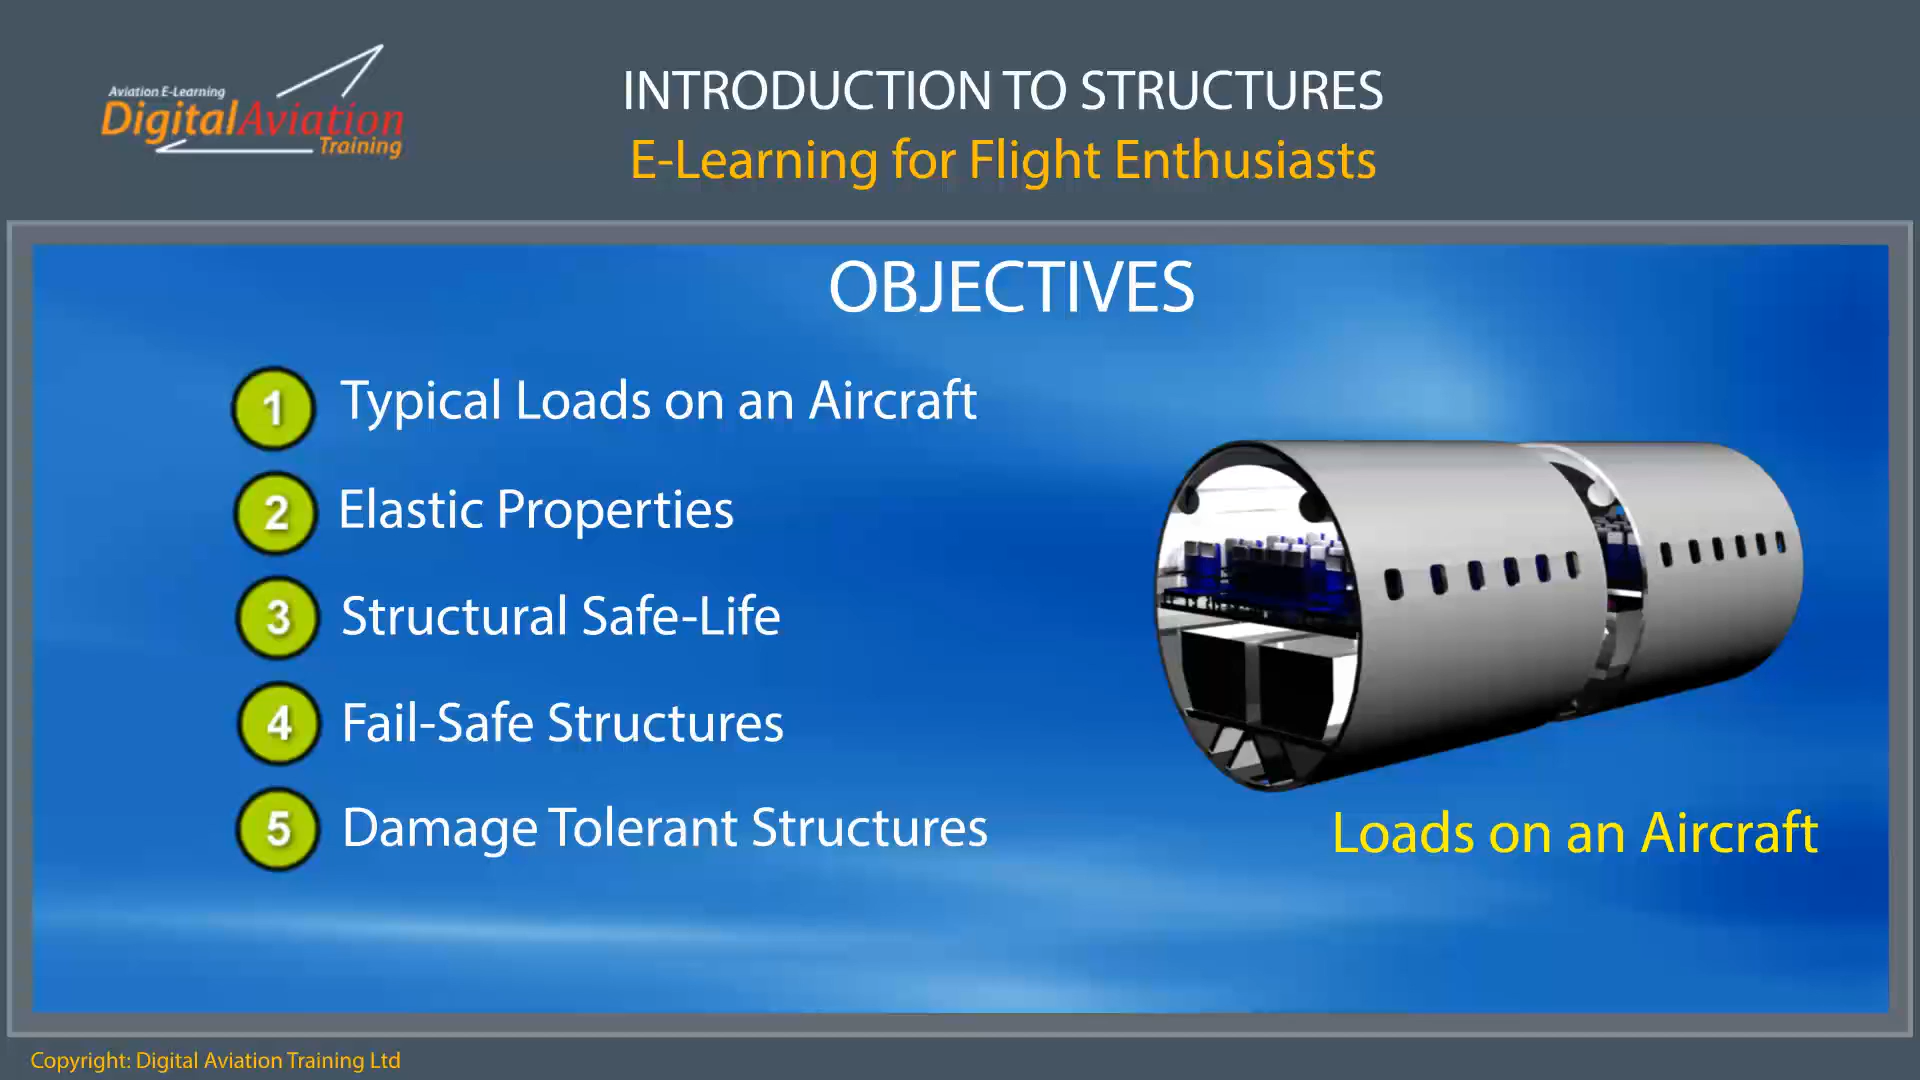 Aviation E-Learning
DigitalAviation
Training
INTRODUCTION TO STRUCTURES
E-Learning for Flight Enthusiasts
OBJECTIVES
1 Typical Loads on an Aircraft
2 Elastic Properties
3 Structural Safe-Life
4 Fail-Safe Structures
5 Damage Tolerant Structures
Loads on an Aircraft
Copyright: Digital Aviation Training Ltd